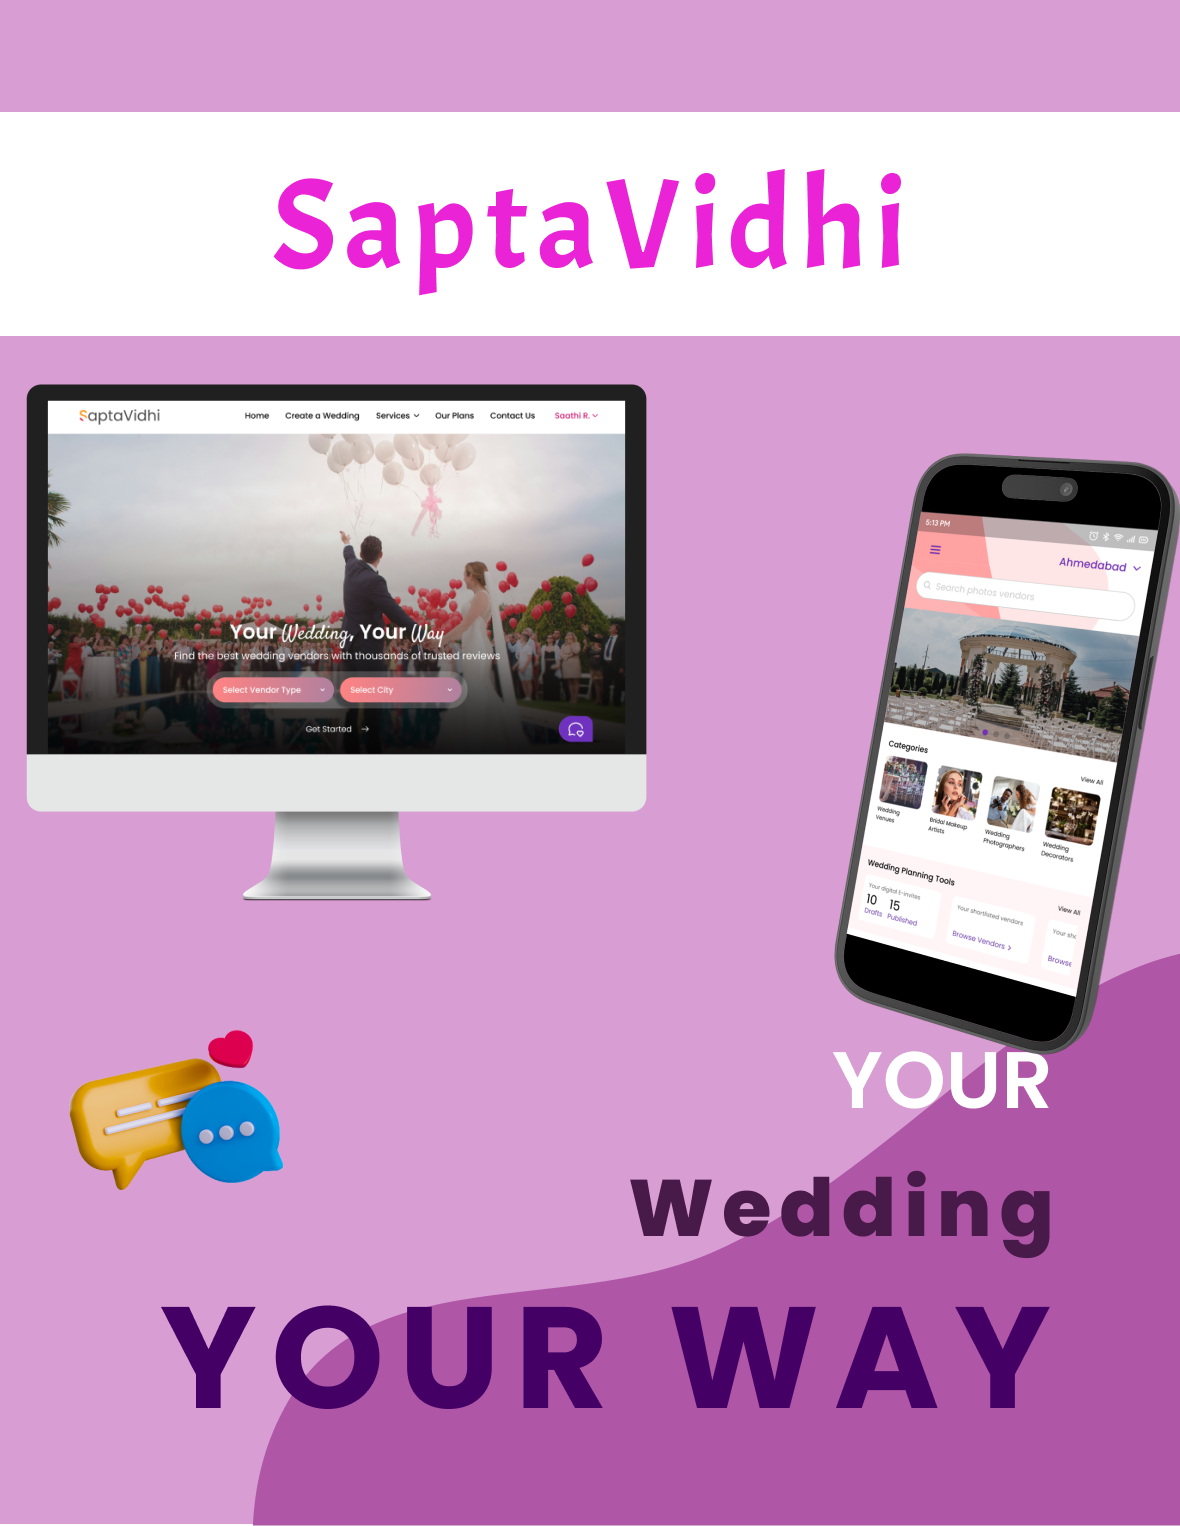 SaptaVidhi
SaptaVidhi
Home Create a Wedding Services Our Plans Contact Us Saathi R.
Your Wedding, Your Way
Find the best wedding vendors with thousands of trusted reviews
Select Vendor Type Select City
Get Started
5:13 PM
Ahmedabad
Search photos vendors
Categories
View All
Wedding Venues
Bridal Makeup Artists
Wedding Photographers
Wedding Decorators
Wedding Planning Tools
View All
Your digital E-invites
10 15
Drafts Published
Your shortlisted vendors
Browse Vendors
Your sho
Browse
YOUR
Wedding
YOUR WAY